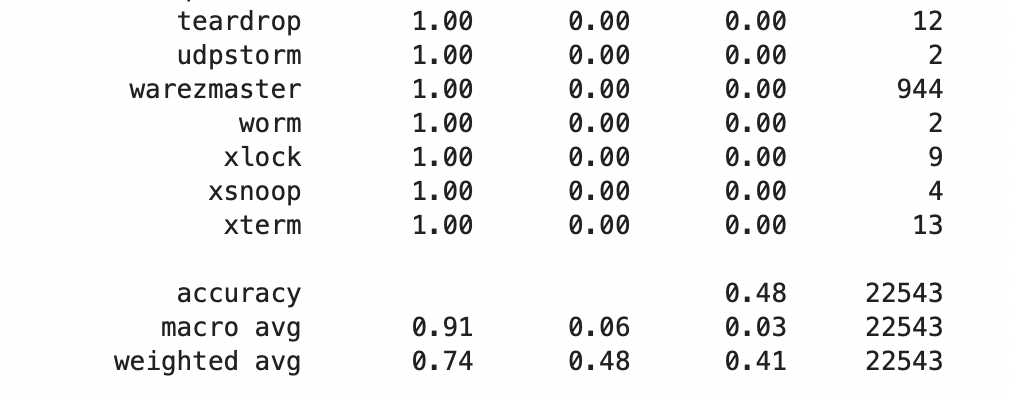 teardrop 1.00 0.00 0.00 12
udpstorm 1.00 0.00 0.00 2
warezmaster 1.00 0.00 0.00 944
worm 1.00 0.00 0.00 2
xlock 1.00 0.00 0.00 9
xsnoop 1.00 0.00 0.00 4
xterm 1.00 0.00 0.00 13
accuracy 0.48 22543
macro avg 0.91 0.06 0.03 22543
weighted avg 0.74 0.48 0.41 22543